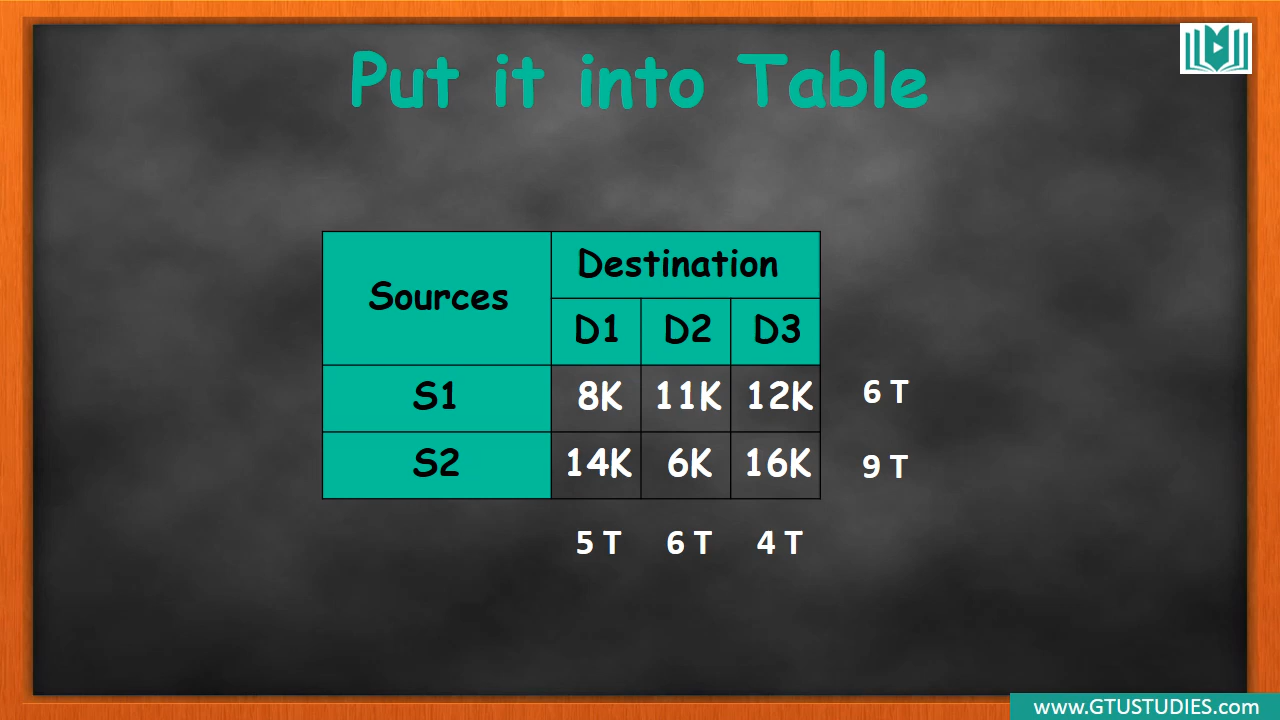 Put it into Table
Sources
Destination
D1 D2 D3
S1 8K 11K 12K 6 T
S2 14K 6K 16K 9 T
5 T 6 T 4 T
www.GTUSTUDIES.com